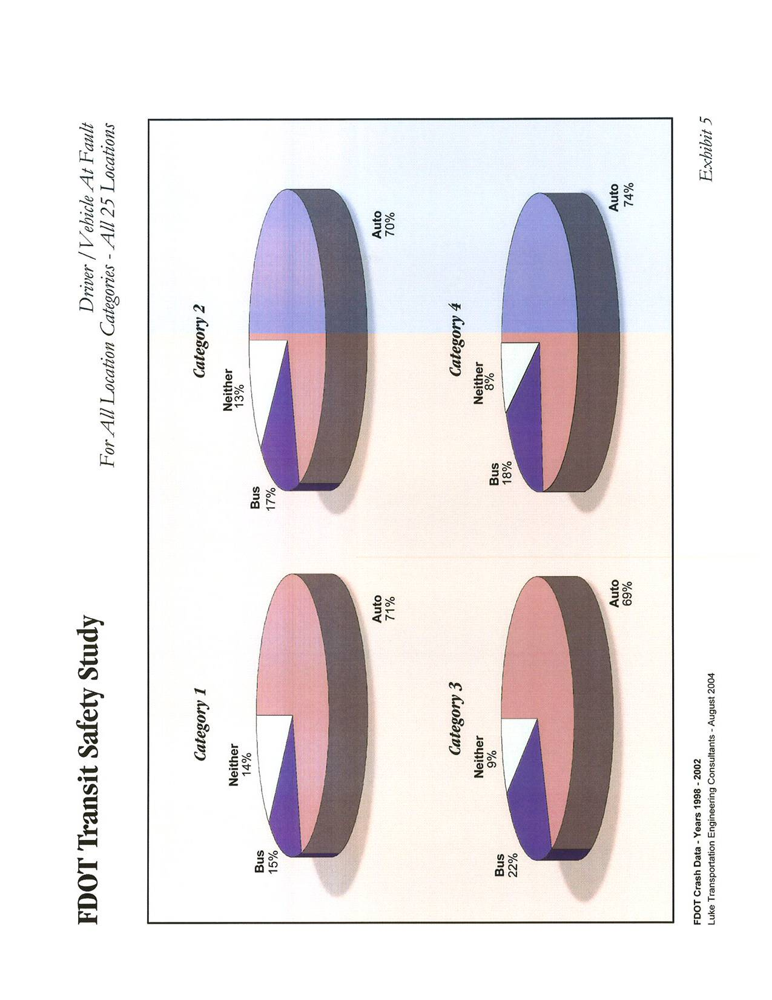 FDOT Transit Safety Study
Driver / Vehicle At Fault
For All Location Categories - All 25 Locations
Category 1
Neither
14%
Bus
15%
Auto
71%
Category 2
Neither
13%
Bus
17%
Auto
70%
Category 3
Neither
9%
Bus
22%
Auto
69%
Category 4
Neither
8%
Bus
18%
Auto
74%
FDOT Crash Data - Years 1998 - 2002
Luke Transportation Engineering Consultants - August 2004
Exhibit 5